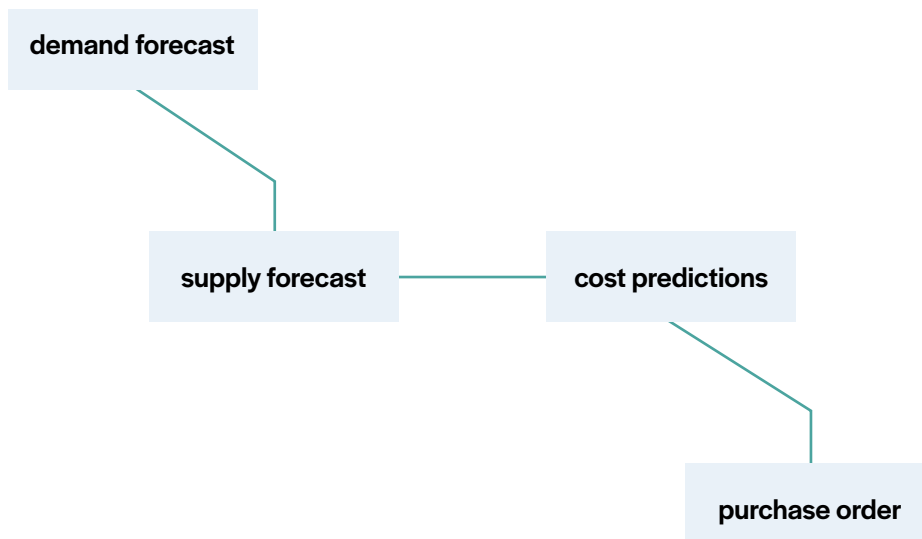 demand forecast
supply forecast
cost predictions
purchase order